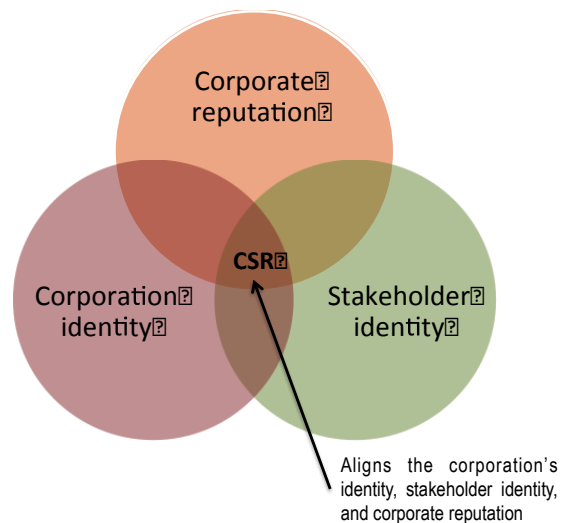 Corporate⍰
reputation⍰
CSR⍰
Corporation⍰
identity⍰
Stakeholder⍰
identity⍰
Aligns the corporation's
identity, stakeholder identity,
and corporate reputation